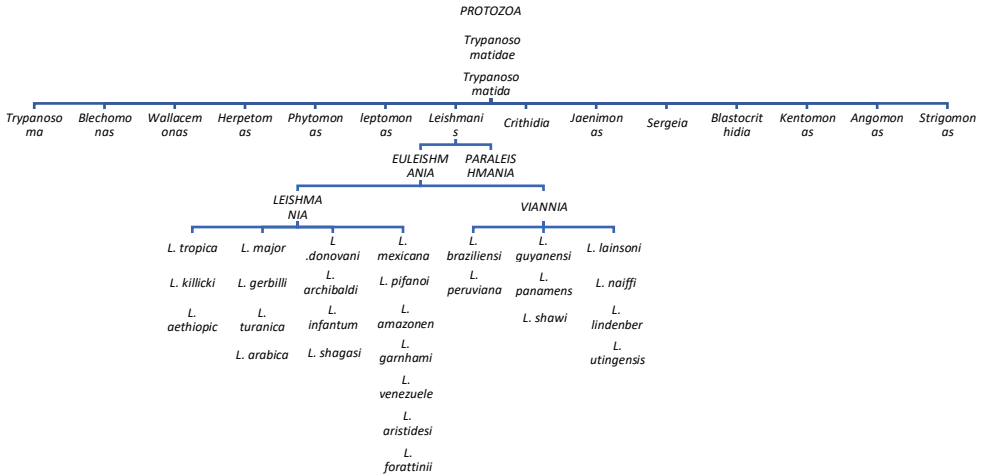 PROTOZOA
Trypanoso
matidae
Trypanoso
matida
Trypanoso
ma
Blechomo
nas
Wallacem
onas
Herpetom
as
Phytomon
as
leptomon
as
Leishmani
s
Crithidia
Jaenimon
as
Sergeia
Blastocrit
hidia
Kentomon
as
Angomon
as
Strigomon
as
EULEISHM
ANIA
PARALEIS
HMANIA
LEISHMA
NIA
VIANNIA
L. tropica
L. killicki
L.
aethiopic
L. major
L. gerbilli
L.
turanica
L. arabica
L
.donovani
L.
archibaldi
L.
infantum
L. shagasi
L.
mexicana
L. pifanoi
L.
amazonen
L.
garnhami
L.
venezuele
L.
aristidesi
L.
forattinii
L.
braziliensi
L.
peruviana
L.
guyanensi
L.
panamens
L. shawi
L. lainsoni
L. naiffi
L.
lindenber
L.
utingensis